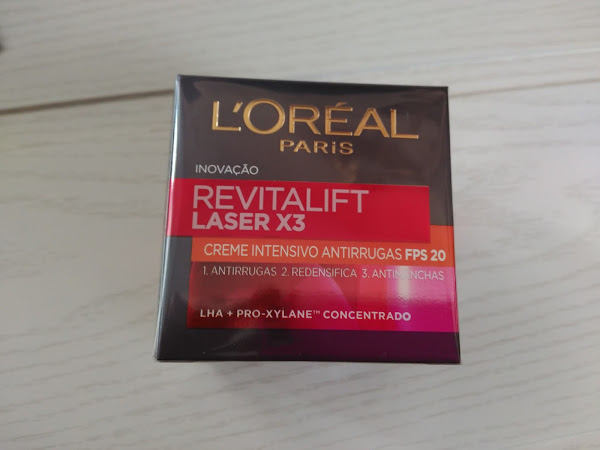 L'ORÉAL
PARiS
INOVAÇÃO
REVITALIFT
LASER X3
CREME INTENSIVO ANTIRRUGAS FPS 20
1. ANTIRRUGAS 2. REDENSIFICA 3. ANTIMANCHAS
LHA + PRO-XYLANE™ CONCENTRADO